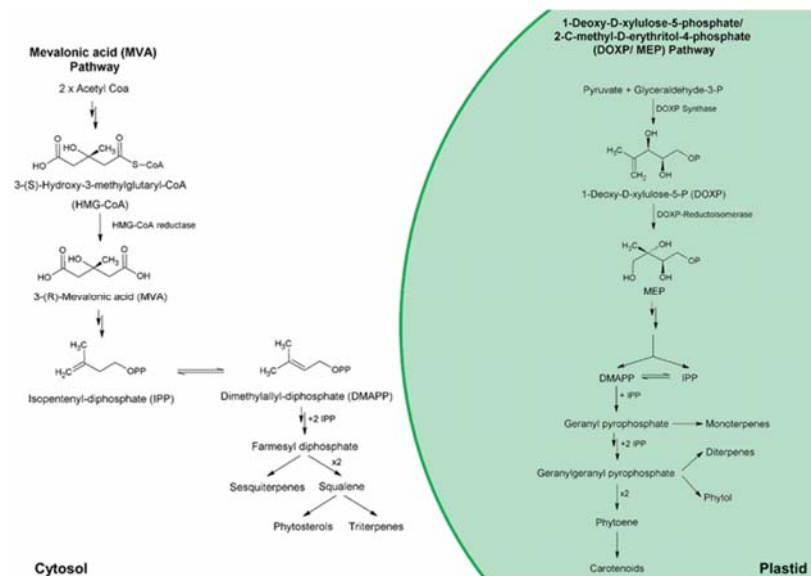 Mevalonic acid (MVA)
Pathway
2 x Acetyl Coa
O
HO
CH₃
O
HO
S-CoA
3-(S)-Hydroxy-3-methylglutaryl-CoA
(HMG-CoA)
HMG-CoA reductase
O
HO
CH₃
O
HO
OH
3-(R)-Mevalonic acid (MVA)
H₃C
H₂C
OPP
Isopentenyl-diphosphate (IPP)
H₃C
H₃C
OPP
Dimethylallyl-diphosphate (DMAPP)
+2 IPP
Farmesyl diphosphate
x2
Sesquiterpenes
Squalene
Phytosterols
Triterpenes
Cytosol
1-Deoxy-D-xylulose-5-phosphate/
2-C-methyl-D-erythritol-4-phosphate
(DOXP/ MEP) Pathway
Pyruvate + Glyceraldehyde-3-P
DOXP Synthase
OH
H₃C
OP
CH₂
OH
1-Deoxy-D-xylulose-5-P (DOXP)
DOXP-Reductoisomerase
H₃C
OH
OP
HO
OH
MEP
DMAPP
IPP
+ IPP
Geranyl pyrophosphate
Monoterpenes
+2 IPP
Diterpenes
Geranylgeranyl pyrophosphate
x2
Phytol
Phytoene
Carotenoids
Plastid